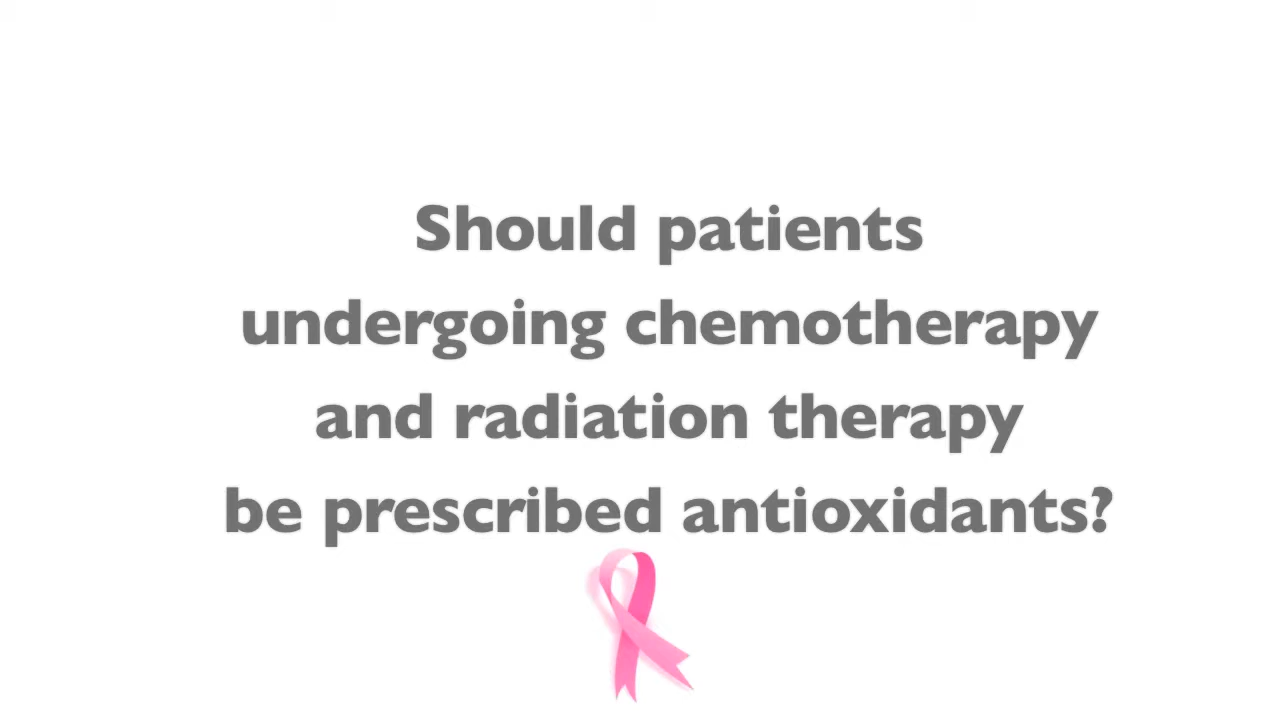 Should patients
undergoing chemotherapy
and radiation therapy
be prescribed antioxidants?